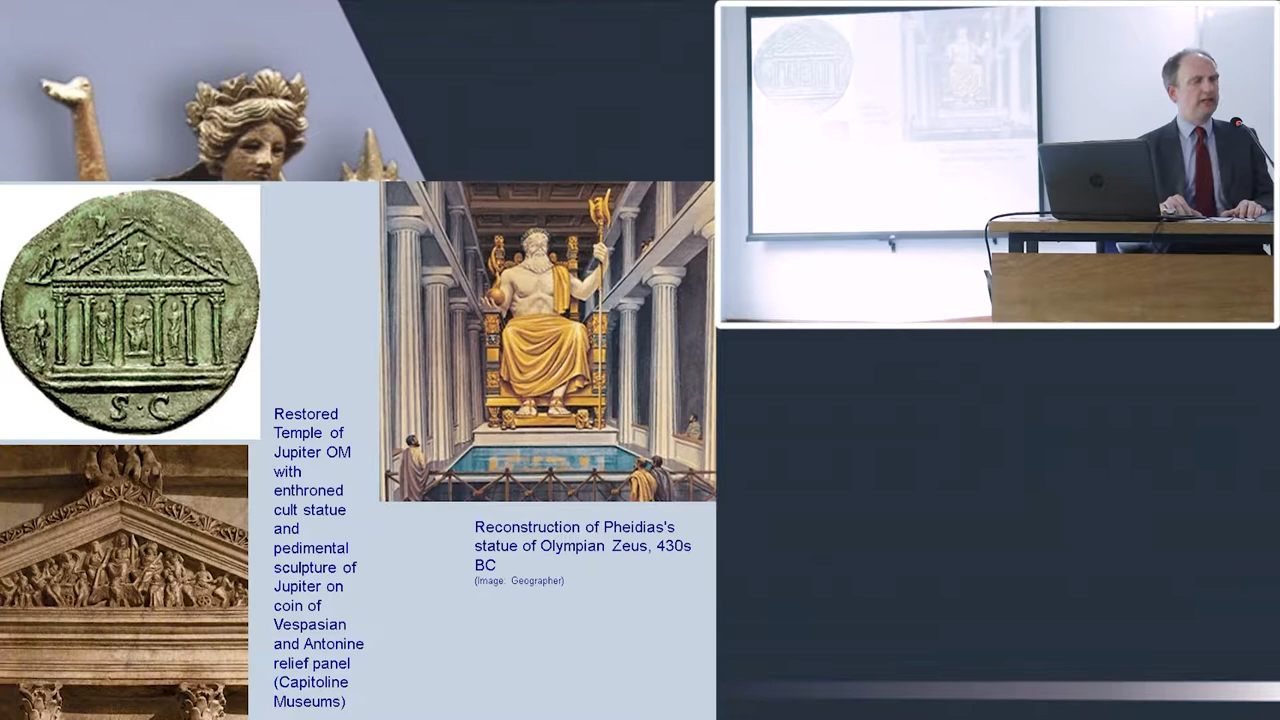 S·C
Restored
Temple of
Jupiter OM
with
enthroned
cult statue
and
pedimental
sculpture of
Jupiter on
coin of
Vespasian
and Antonine
relief panel
(Capitoline
Museums)
Reconstruction of Pheidias's
statue of Olympian Zeus, 430s
BC
(Image: Geographer)